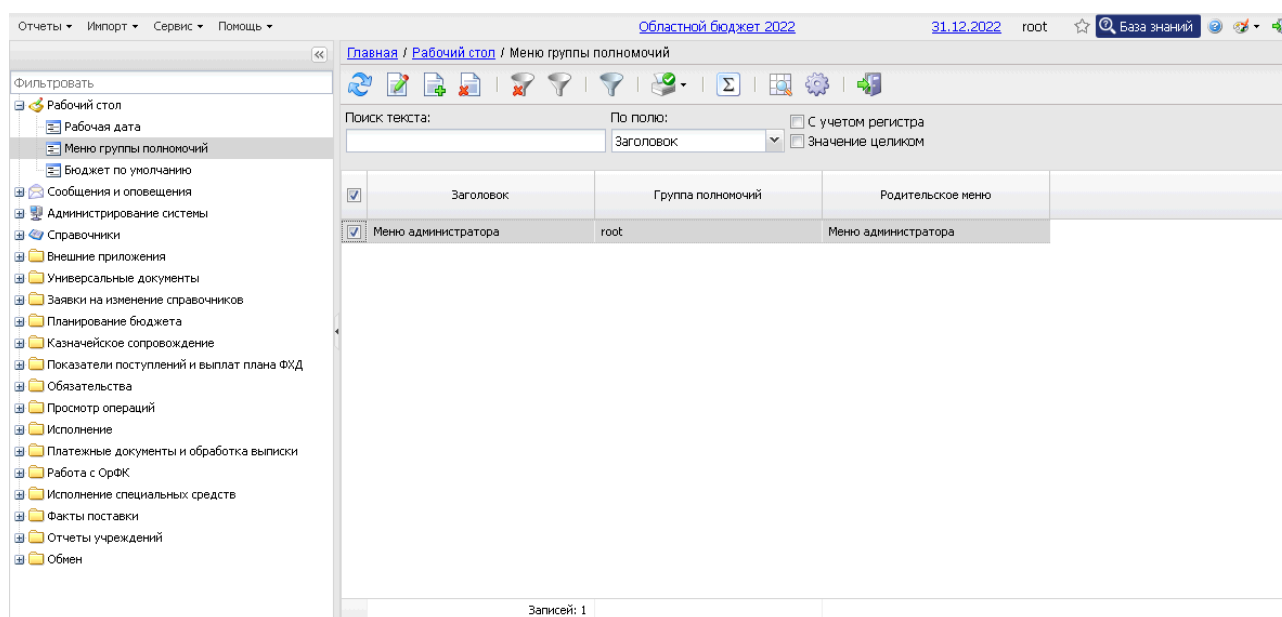 Отчеты Импорт Сервис Помощь Областной бюджет 2022 31.12.2022 root База знаний
Главная / Рабочий стол / Меню группы полномочий
Фильтровать
Рабочий стол
Рабочая дата
Меню группы полномочий
Бюджет по умолчанию
Сообщения и оповещения
Администрирование системы
Справочники
Внешние приложения
Универсальные документы
Заявки на изменение справочников
Планирование бюджета
Казначейское сопровождение
Показатели поступлений и выплат плана ФХД
Обязательства
Просмотр операций
Исполнение
Платежные документы и обработка выписки
Работа с ОрФК
Исполнение специальных средств
Факты поставки
Отчеты учреждений
Обмен
Поиск текста: По полю: С учетом регистра
Заголовок Значение целиком
Заголовок Группа полномочий Родительское меню
Меню администратора root Меню администратора
Записей: 1